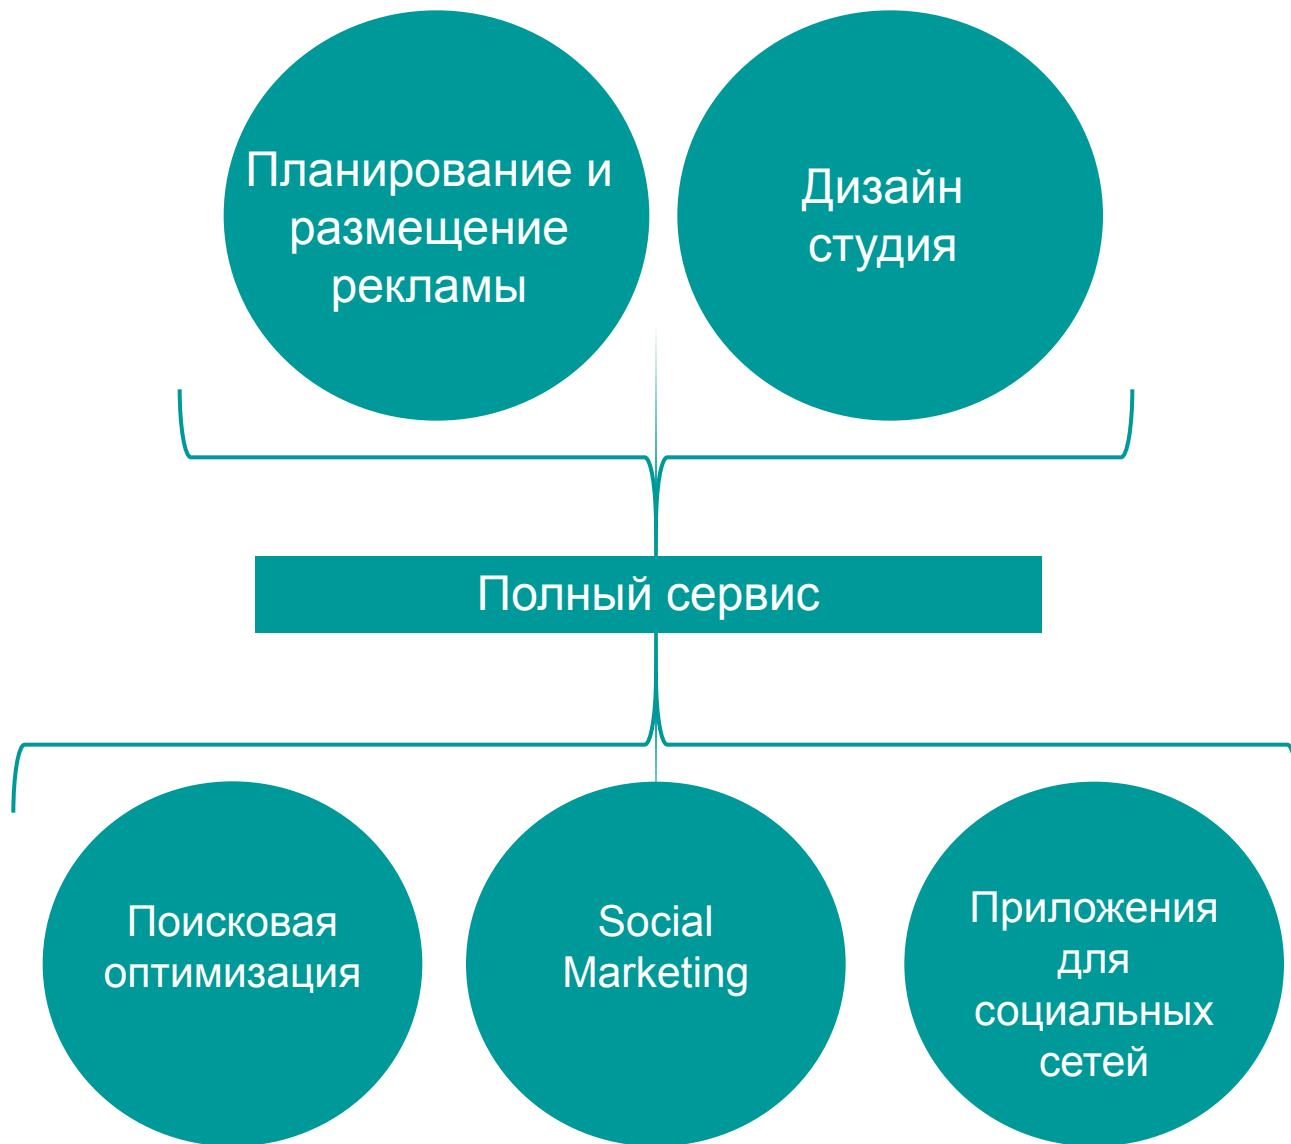 Планирование и
размещение
рекламы
Дизайн
студия
Полный сервис
Поисковая
оптимизация
Social
Marketing
Приложения
для
социальных
сетей